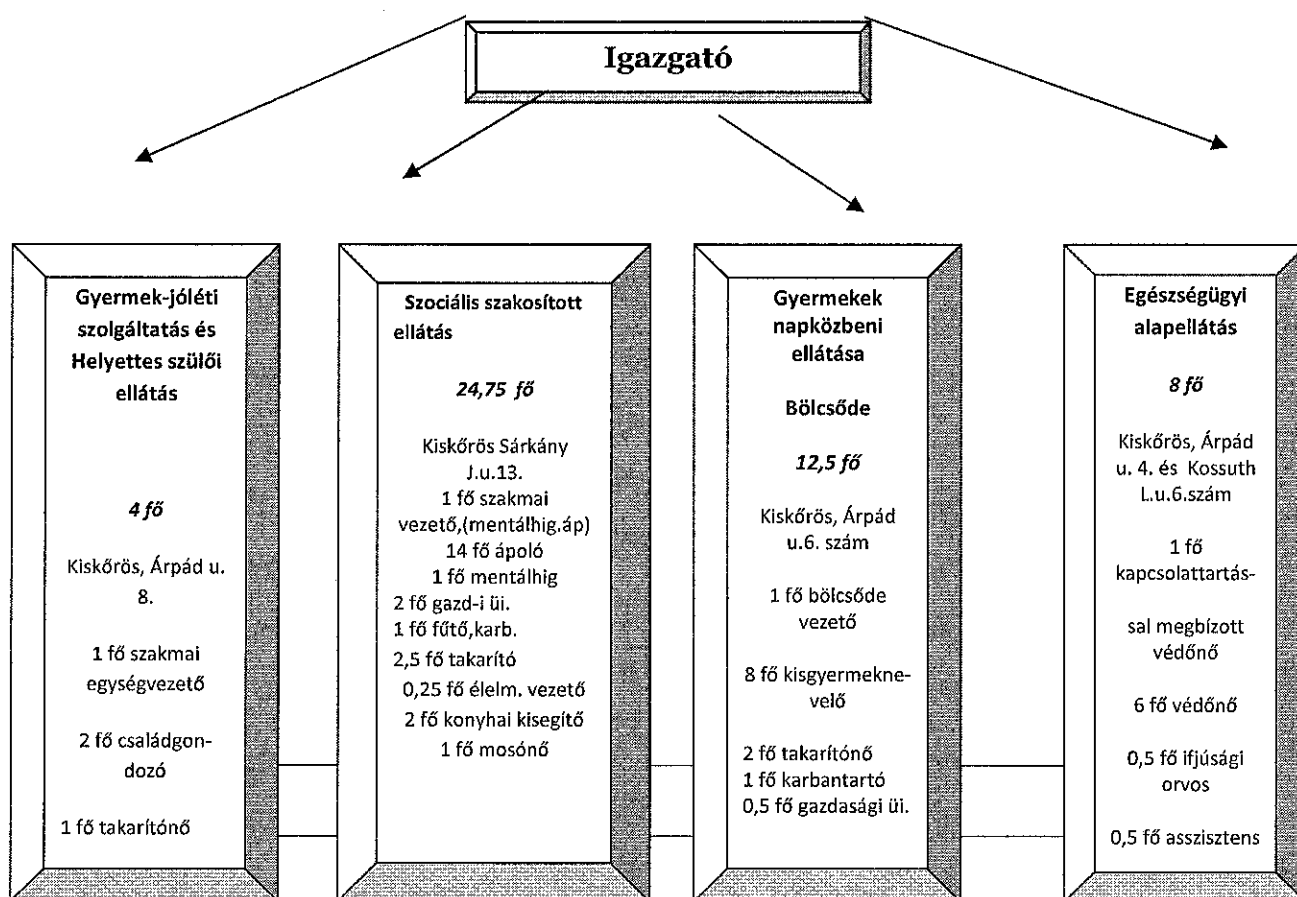 Igazgató
Gyermek-jóléti
szolgáltatás és
Helyettes szülői
ellátás
4 fő
Kiskőrös, Árpád u.
8.
1 fő szakmai
egységvezető
2 fő családgon-
dozó
1 fő takarítónő
Szociális szakosított
ellátás
24,75 fő
Kiskőrös Sárkány
J.u.13.
1 fő szakmai
vezető,(mentálhig.áp)
14 fő ápoló
1 fő mentálhig
2 fő gazd-i üi.
1 fő fűtő,karb.
2,5 fő takarító
0,25 fő élelm. vezető
2 fő konyhai kisegítő
1 fő mosónő
Gyermekek
napközbeni
ellátása
Bölcsőde
12,5 fő
Kiskőrös, Árpád
u.6. szám
1 fő bölcsőde
vezető
8 fő kisgyermekne-
velő
2 fő takarítónő
1 fő karbantartó
0,5 fő gazdasági üi.
Egészségügyi
alapellátás
8 fő
Kiskőrös, Árpád
u. 4. és Kossuth
L.u.6.szám
1 fő
kapcsolattartás-
sal megbízott
védőnő
6 fő védőnő
0,5 fő ifjúsági
orvos
0,5 fő asszisztens